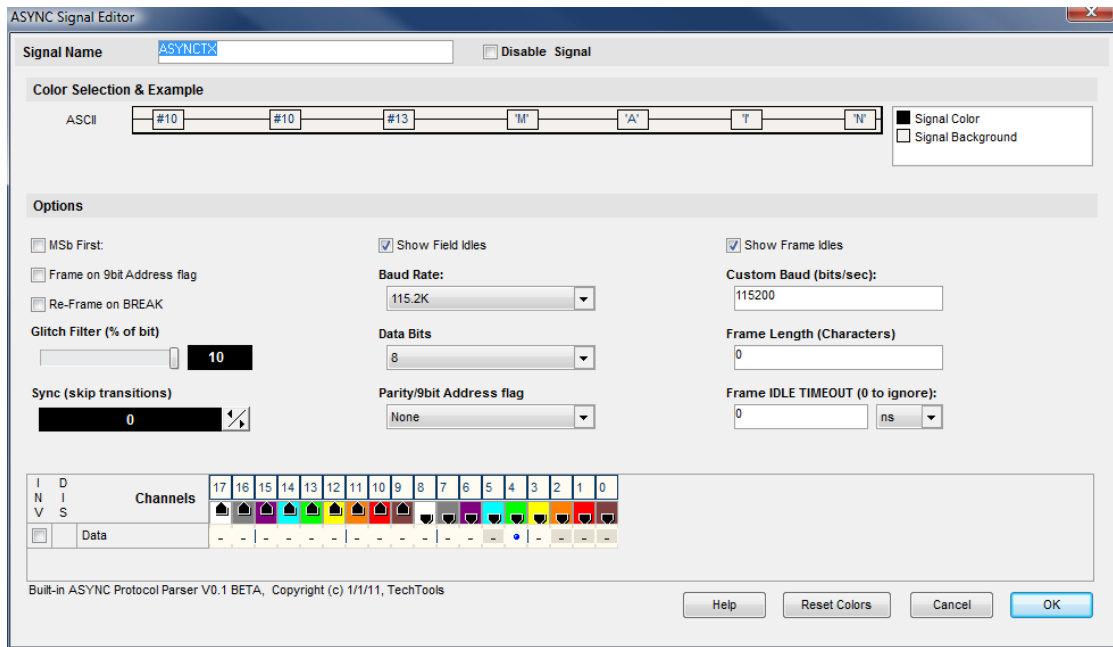 ASYNC Signal Editor
Signal Name ASYNCTX Disable Signal
Color Selection & Example
ASCII #10 #10 #13 'M' 'A' 'I' 'N'
Signal Color
Signal Background
Options
MSb First:
Frame on 9bit Address flag
Re-Frame on BREAK
Glitch Filter (% of bit)
10
Sync (skip transitions)
0
Show Field Idles
Baud Rate:
115.2K
Data Bits
8
Parity/9bit Address flag
None
Show Frame Idles
Custom Baud (bits/sec):
115200
Frame Length (Characters)
0
Frame IDLE TIMEOUT (0 to ignore):
0 ns
INV DIS Channels 17 16 15 14 13 12 11 10 9 8 7 6 5 4 3 2 1 0
Data
Built-in ASYNC Protocol Parser V0.1 BETA, Copyright (c) 1/1/11, TechTools
Help Reset Colors Cancel OK